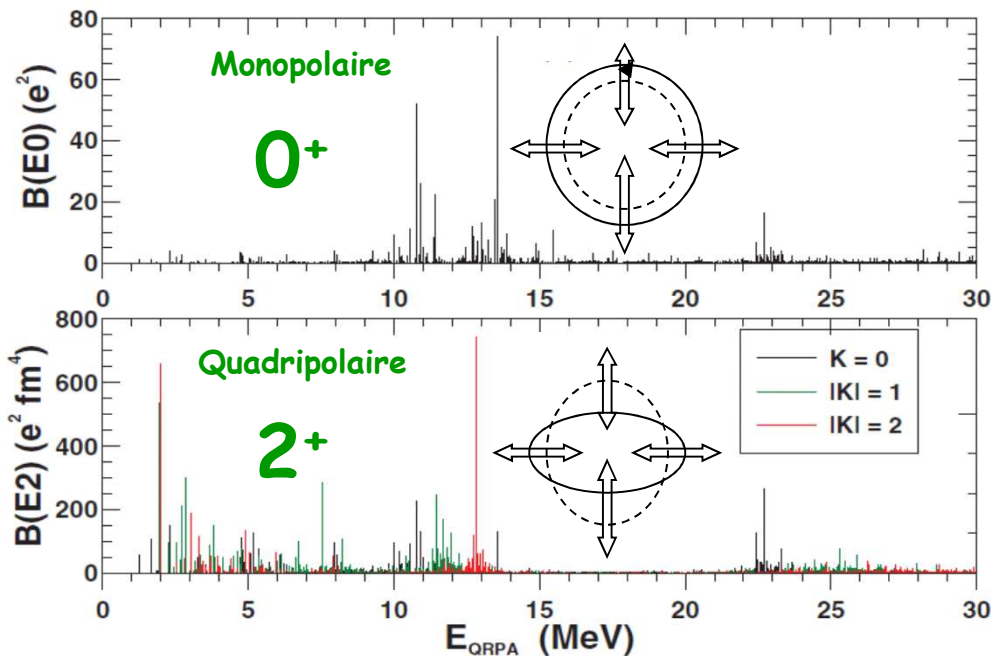 80
60
40
20
0
B(E0) (e²)
Monopolaire
0⁺
0 5 10 15 20 25 30
800
600
400
200
0
B(E2) (e² fm⁴)
Quadripolaire
2⁺
K = 0
|K| = 1
|K| = 2
0 5 10 15 20 25 30
E_QRPA (MeV)